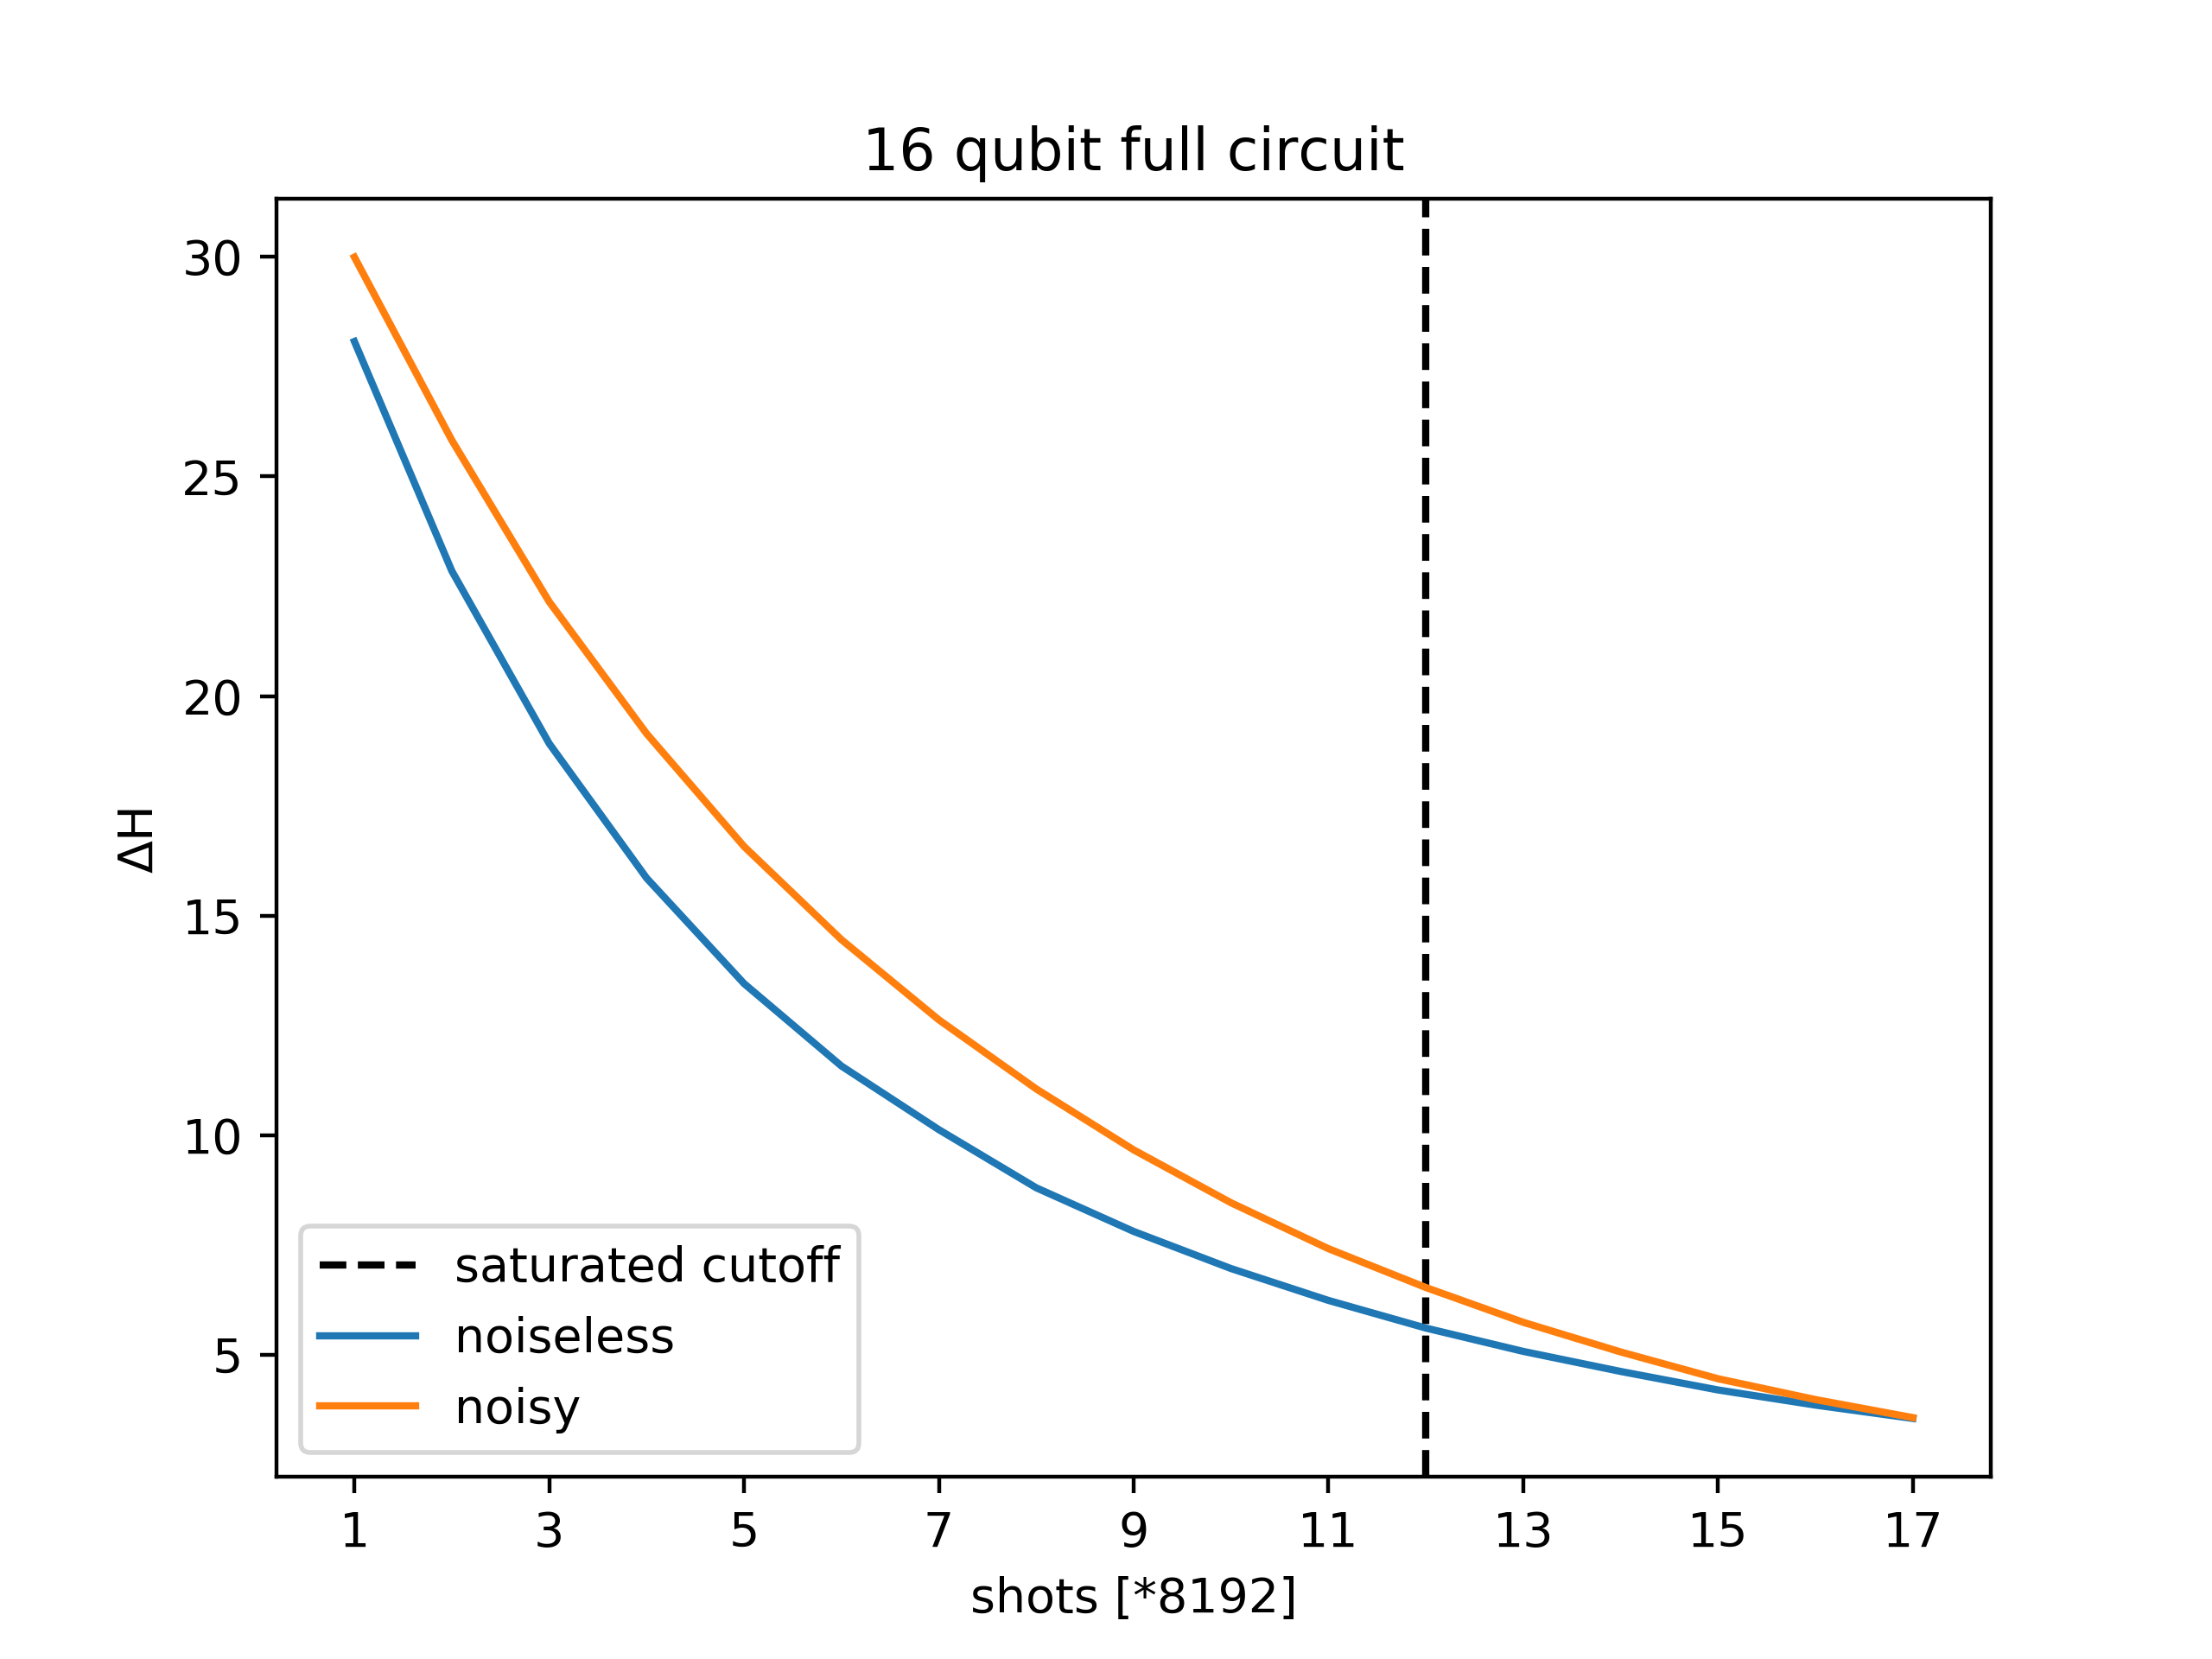 16 qubit full circuit
30
25
20
15
10
5
ΔH
saturated cutoff
noiseless
noisy
1 3 5 7 9 11 13 15 17
shots [*8192]